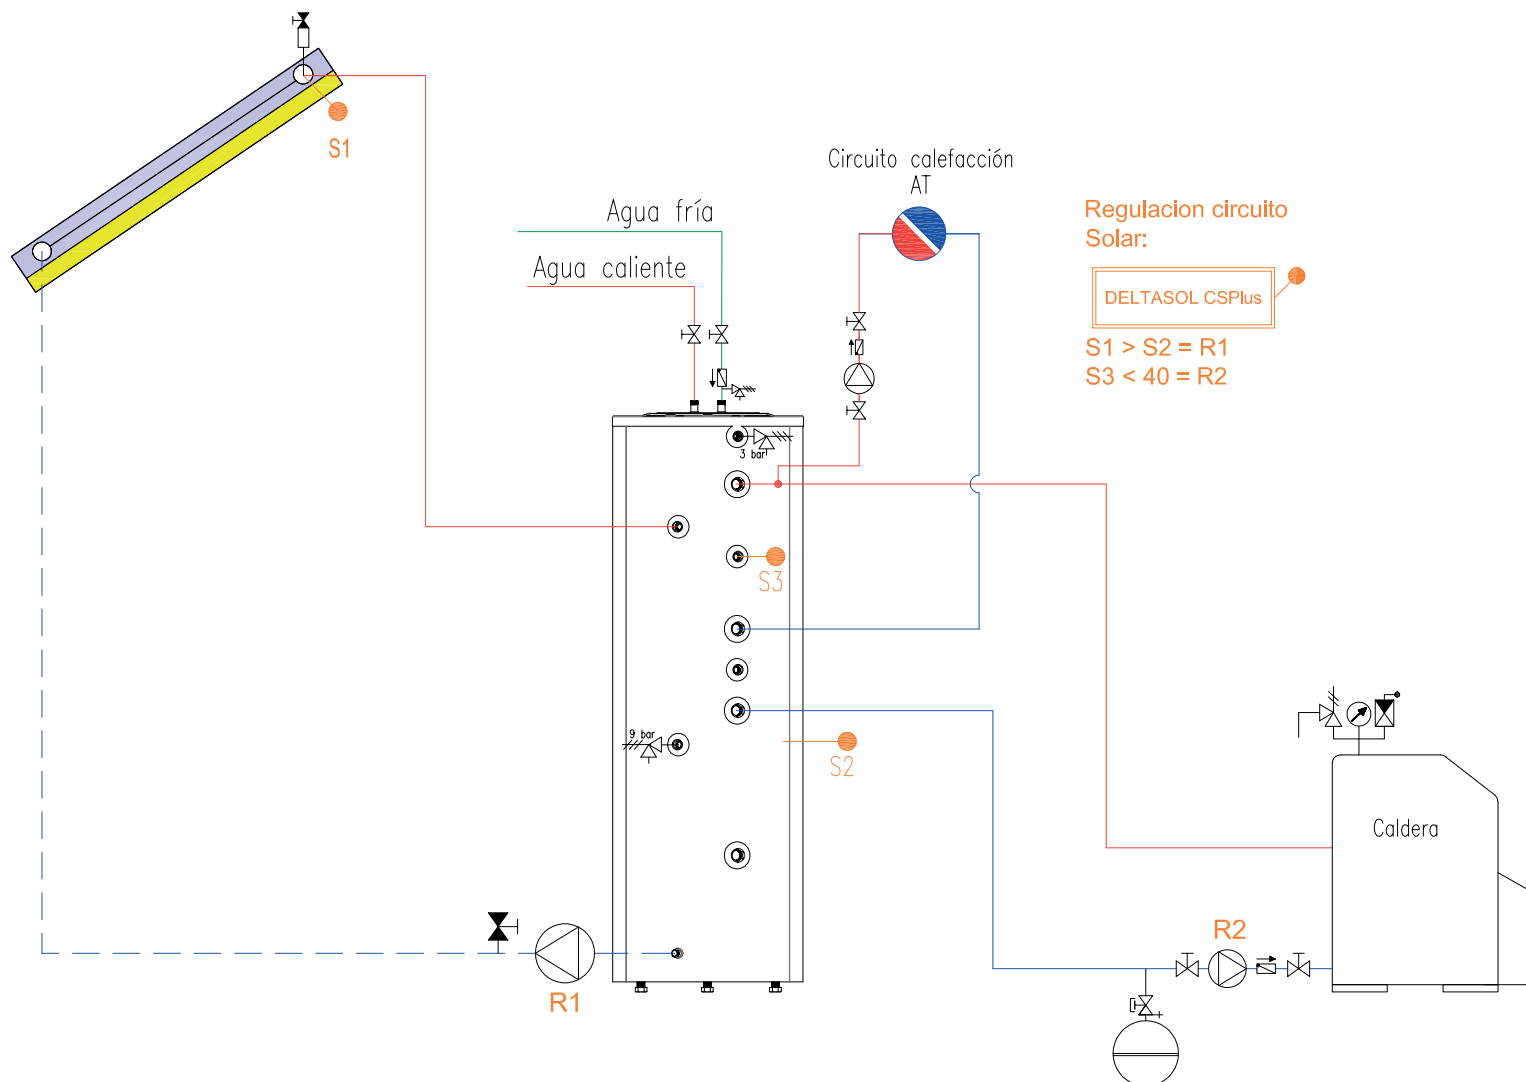 S1
Circuito calefacción
AT
Agua fría
Agua caliente
Regulacion circuito
Solar:
DELTASOL CSPlus
S1 > S2 = R1
S3 < 40 = R2
3 bar
S3
9 bar
S2
Caldera
R2
R1